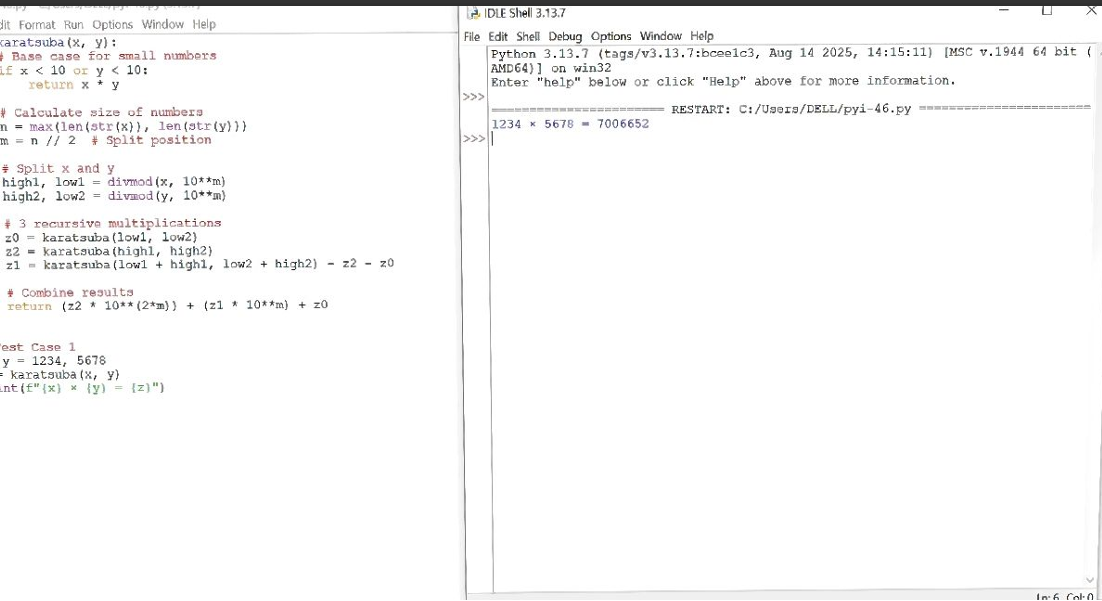 dit Format Run Options Window Help
karatsuba(x, y):
# Base case for small numbers
if x < 10 or y < 10:
return x * y
# Calculate size of numbers
n = max(len(str(x)), len(str(y)))
m = n // 2  # Split position
# Split x and y
high1, low1 = divmod(x, 10**m)
high2, low2 = divmod(y, 10**m)
# 3 recursive multiplications
z0 = karatsuba(low1, low2)
z2 = karatsuba(high1, high2)
z1 = karatsuba(low1 + high1, low2 + high2) - z2 - z0
# Combine results
return (z2 * 10**(2*m)) + (z1 * 10**m) + z0
est Case 1
y = 1234, 5678
= karatsuba(x, y)
int(f"{x} × {y} = {z}")
IDLE Shell 3.13.7
File Edit Shell Debug Options Window Help
Python 3.13.7 (tags/v3.13.7:bcee1c3, Aug 14 2025, 14:15:11) [MSC v.1944 64 bit (
AMD64)] on win32
Enter "help" below or click "Help" above for more information.
>>>
======================== RESTART: C:/Users/DELL/pyi-46.py ========================
1234 × 5678 = 7006652
>>>
Ln: 6 Col: 0